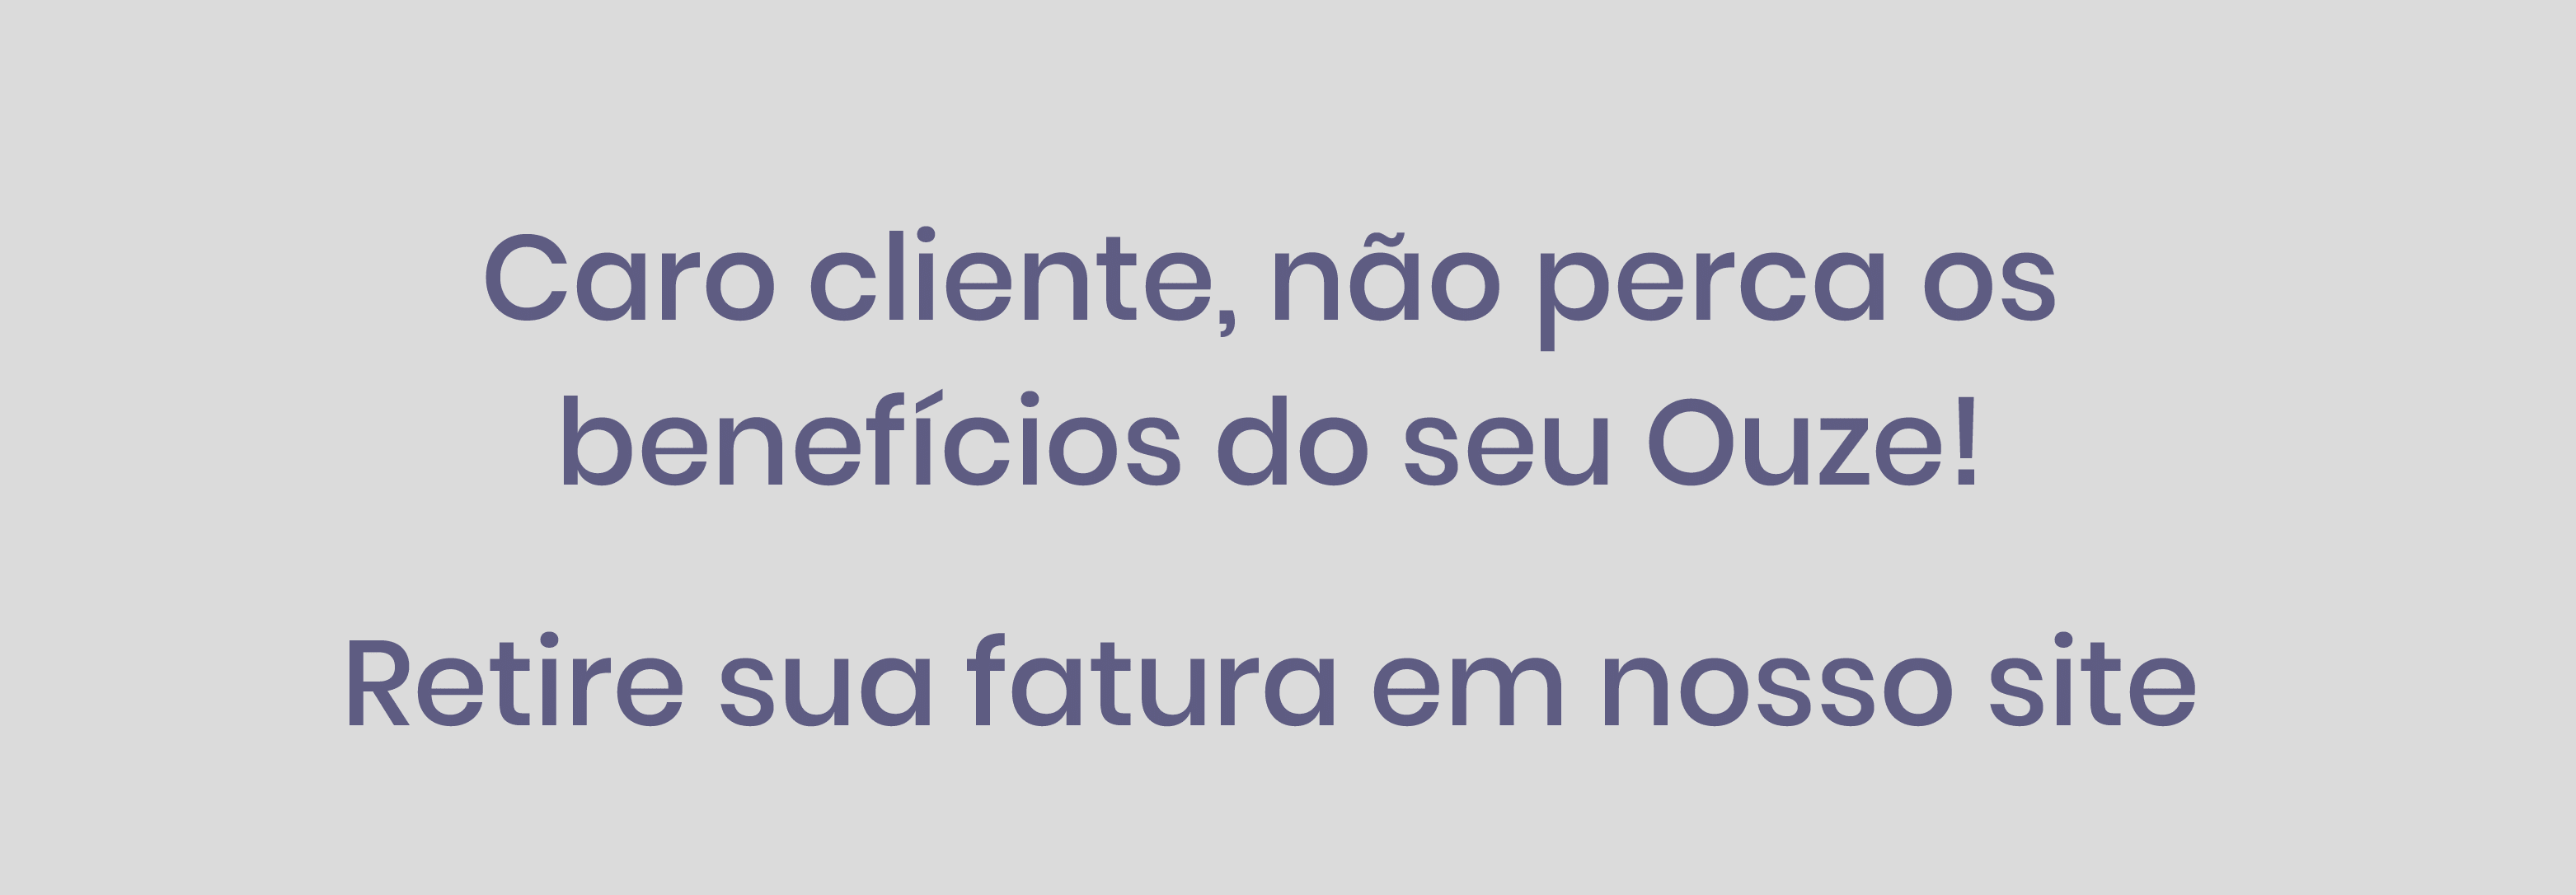 Caro cliente, não perca os
benefícios do seu Ouze!
Retire sua fatura em nosso site